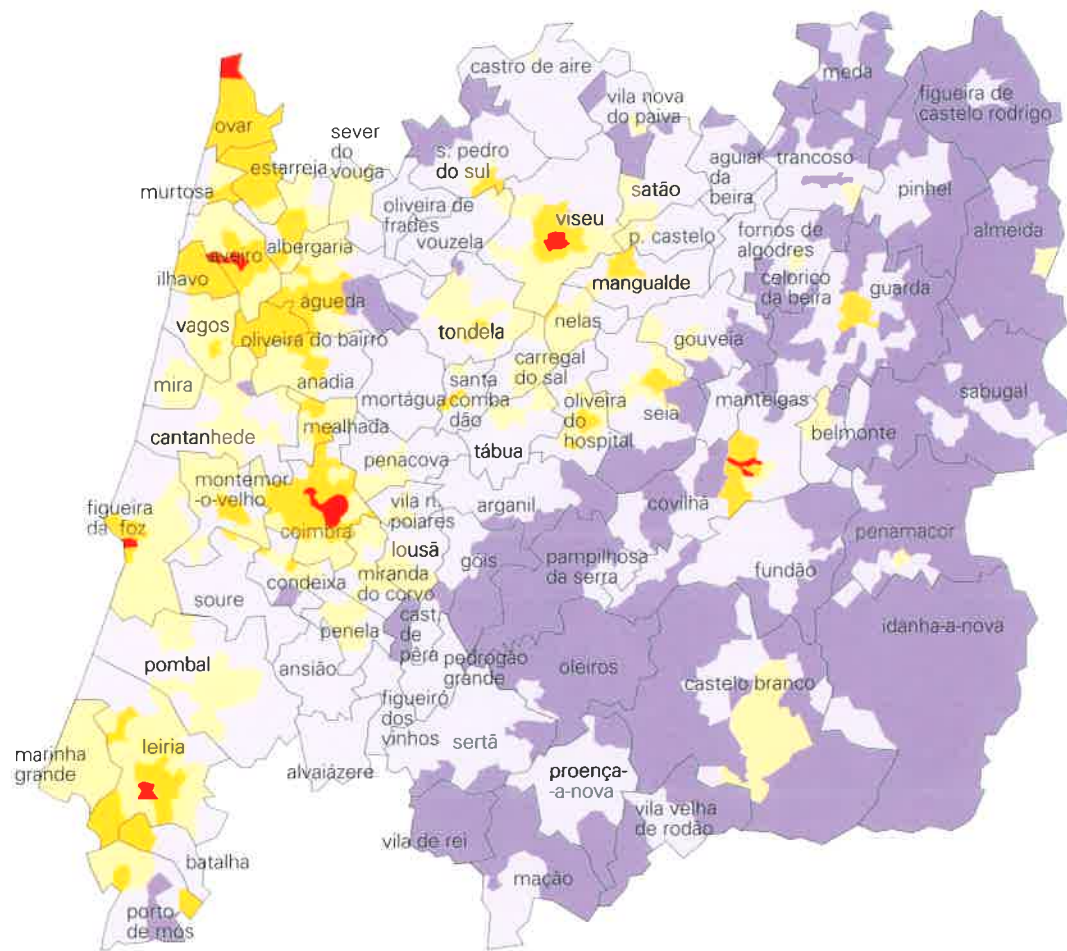 castro de aire
meda
vila nova
do paiva
figueira de
castelo rodrigo
ovar
sever
do
vouga
estarreja
s. pedro
do sul
aguiar
da
beira
trancoso
murtosa
satão
pinhel
oliveira de
frades
viseu
vouzela
p. castelo
fornos de
algodres
almeida
albergaria
aveiro
ilhavo
mangualde
celorico
da beira
guarda
águeda
vagos
oliveira do bairro
tondela
nelas
gouveia
carregal
do sal
mira
anadia
mortágua
santa
comba
dão
oliveira
do
hospital
seia
manteigas
sabugal
cantanhede
mealhada
belmonte
tábua
penacova
montemor
-o-velho
vila n.
poiares
arganil
covilhã
figueira
da foz
coimbra
penamacor
lousã
góis
pampilhosa
da serra
fundão
condeixa
miranda
do corvo
soure
cast.
de
pêra
penela
idanha-a-nova
pombal
ansião
pedrogão
grande
oleiros
castelo branco
figueiró
dos
vinhos
leiria
sertã
marinha
grande
alvaiázere
proença-
-a-nova
vila velha
de rodão
vila de rei
batalha
mação
porto
de mós